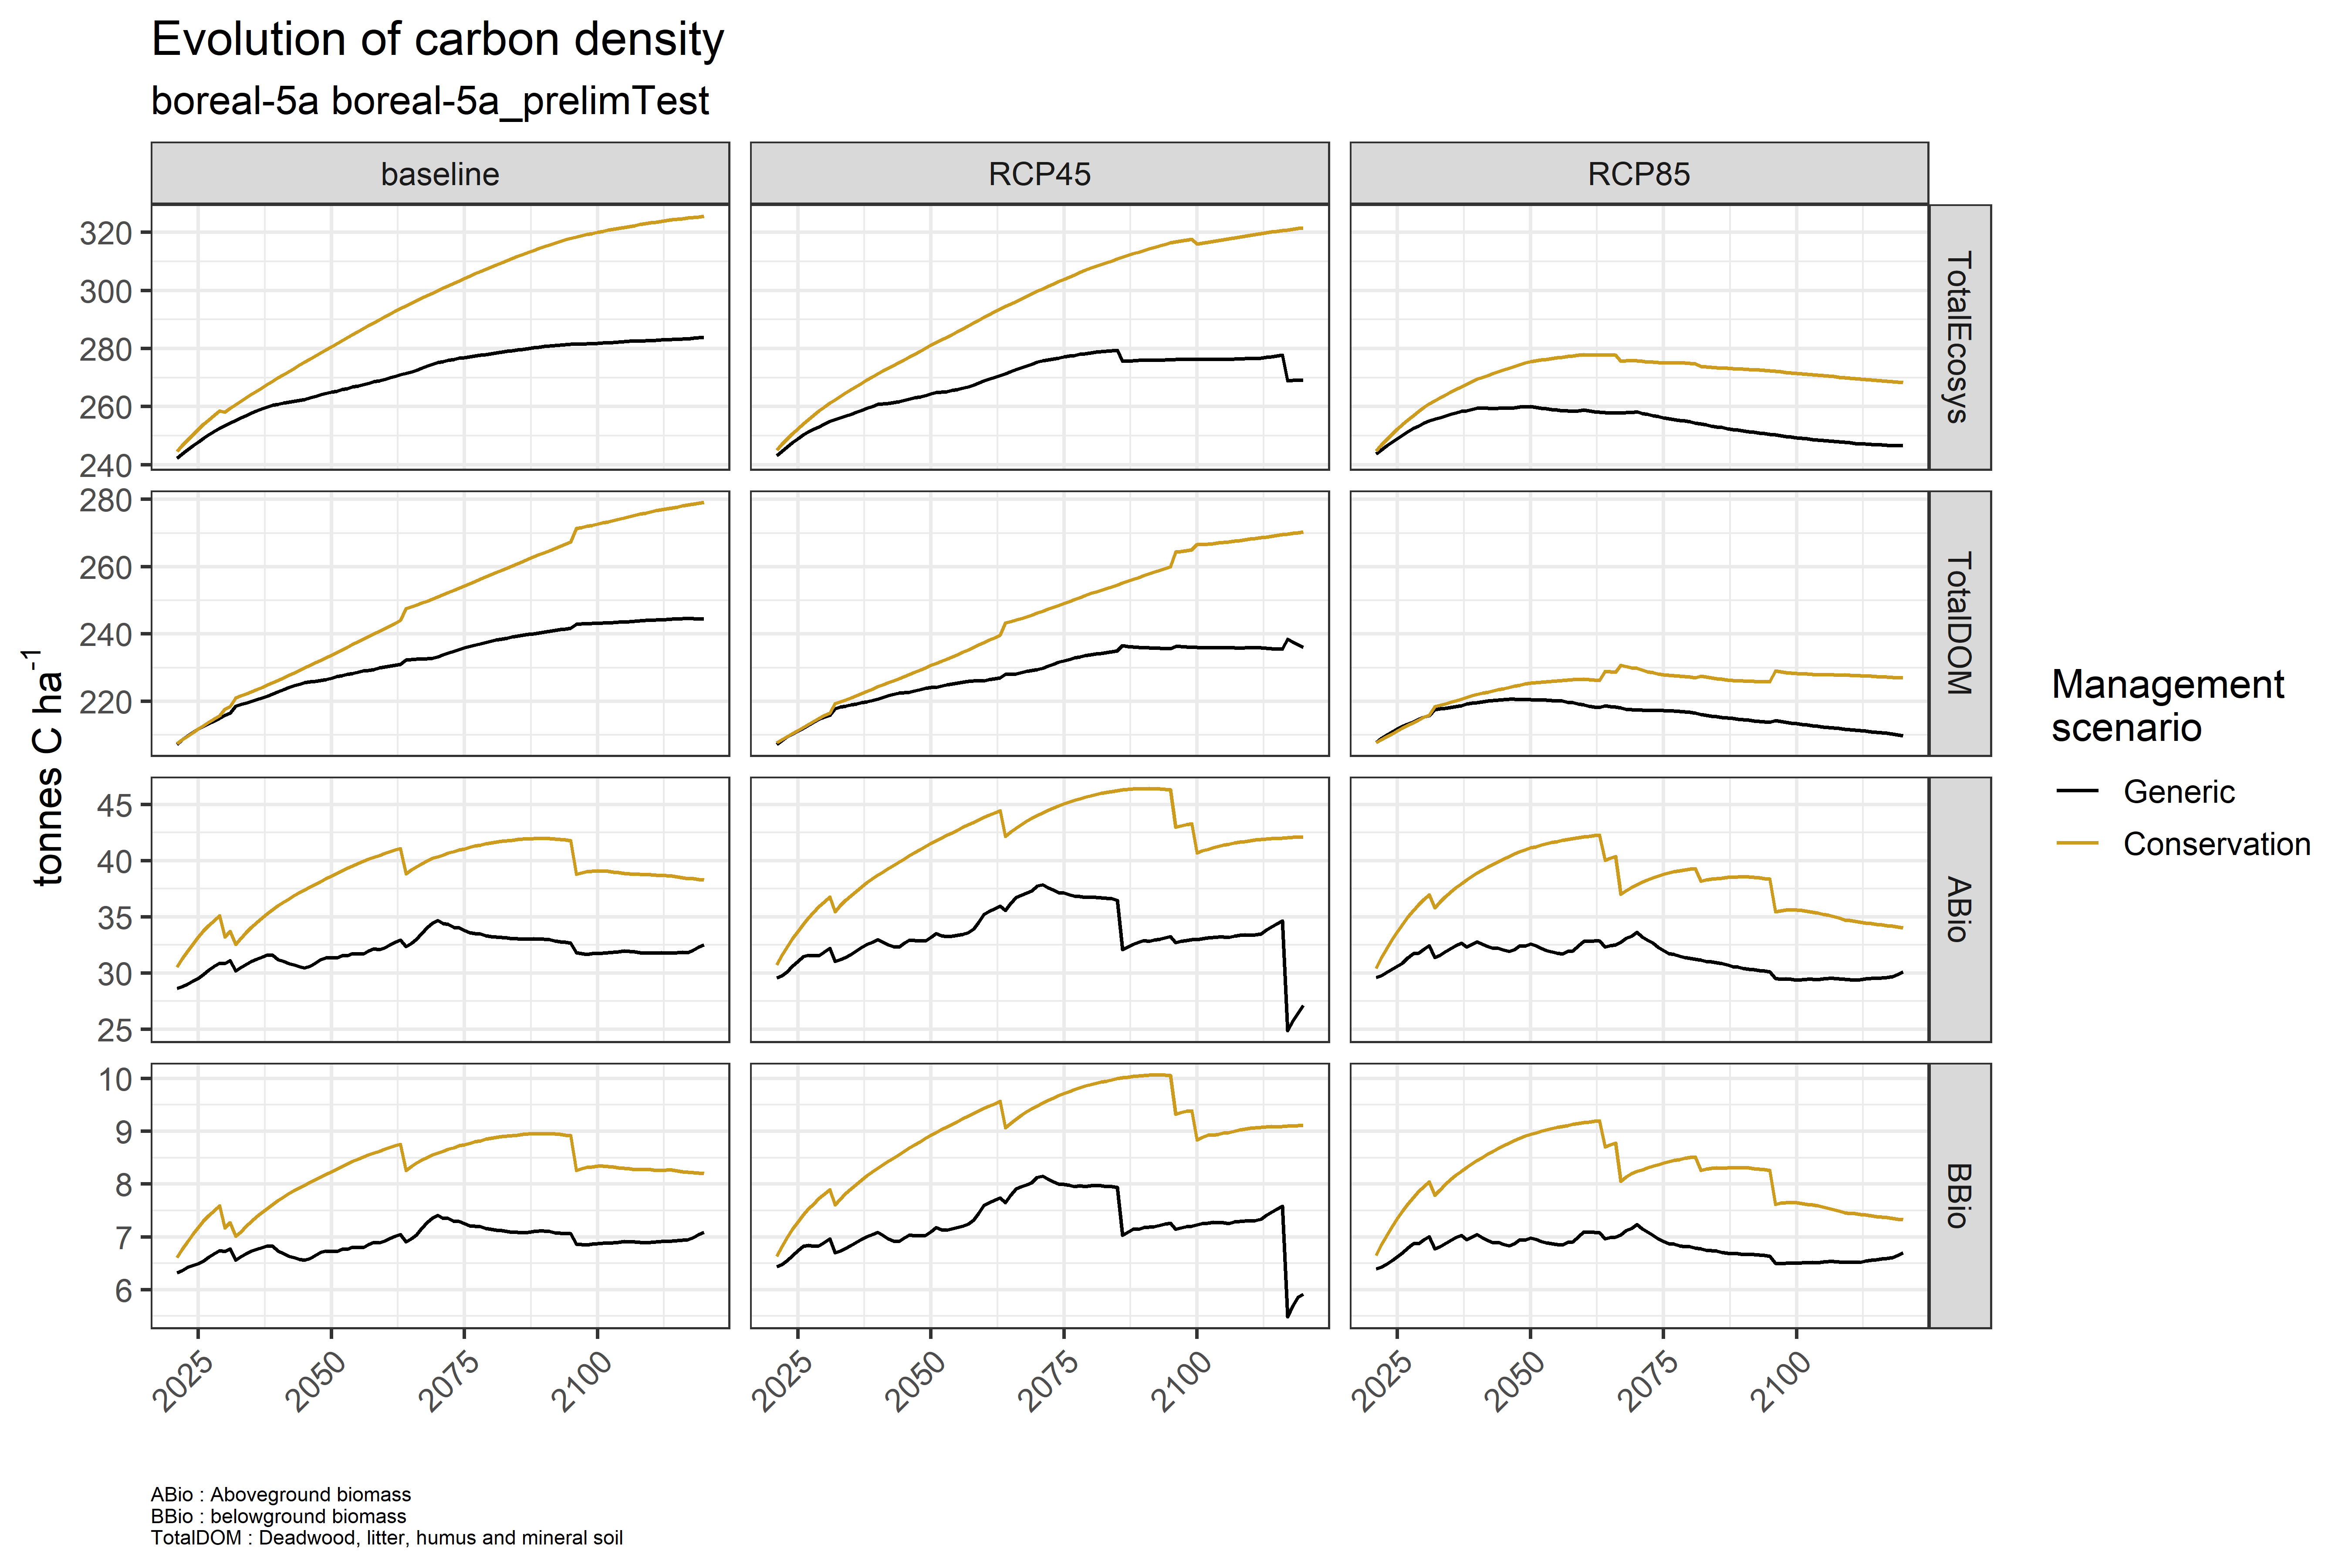 Evolution of carbon density
boreal-5a boreal-5a_prelimTest
baseline
RCP45
RCP85
320
300
280
260
240
TotalEcosys
280
260
240
220
TotalDOM
45
40
35
30
25
ABio
10
9
8
7
6
BBio
tonnes C ha-1
2025
2050
2075
2100
2025
2050
2075
2100
2025
2050
2075
2100
Management
scenario
Generic
Conservation
ABio : Aboveground biomass
BBio : belowground biomass
TotalDOM : Deadwood, litter, humus and mineral soil